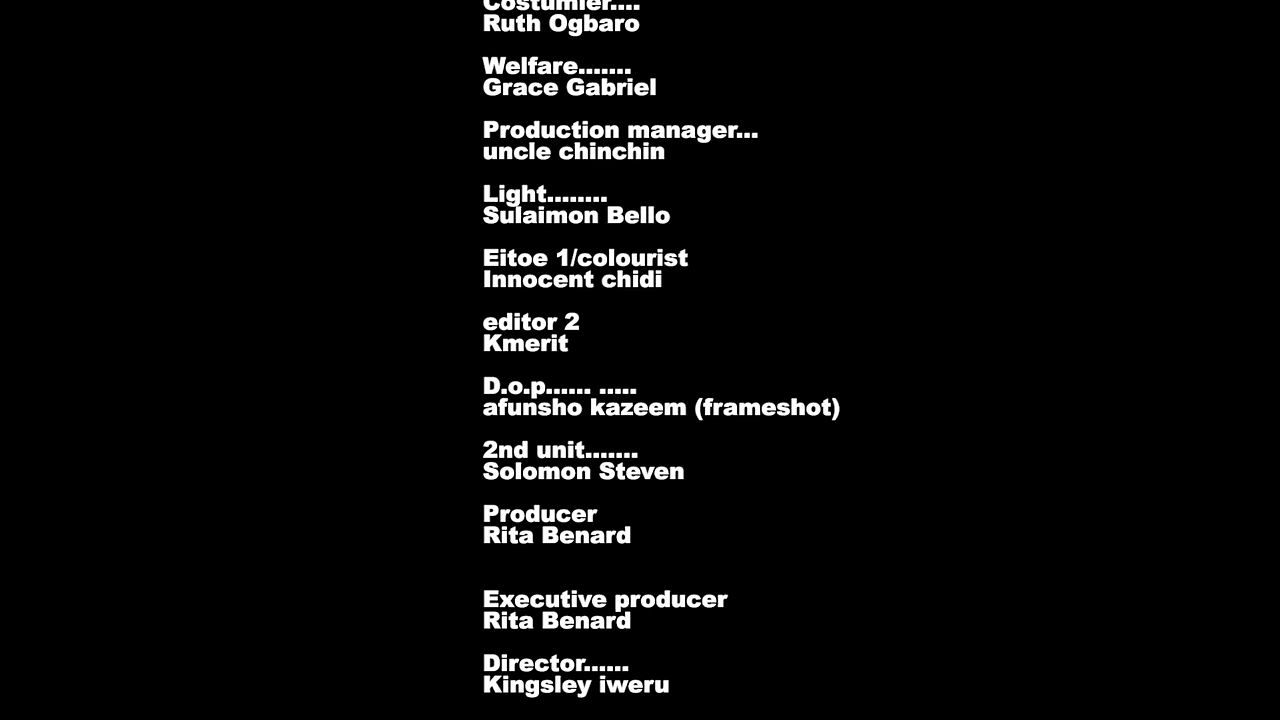 Costumier....
Ruth Ogbaro
Welfare.......
Grace Gabriel
Production manager...
uncle chinchin
Light........
Sulaimon Bello
Eitoe 1/colourist
Innocent chidi
editor 2
Kmerit
D.o.p...... .....
afunsho kazeem (frameshot)
2nd unit.......
Solomon Steven
Producer
Rita Benard
Executive producer
Rita Benard
Director......
Kingsley iweru